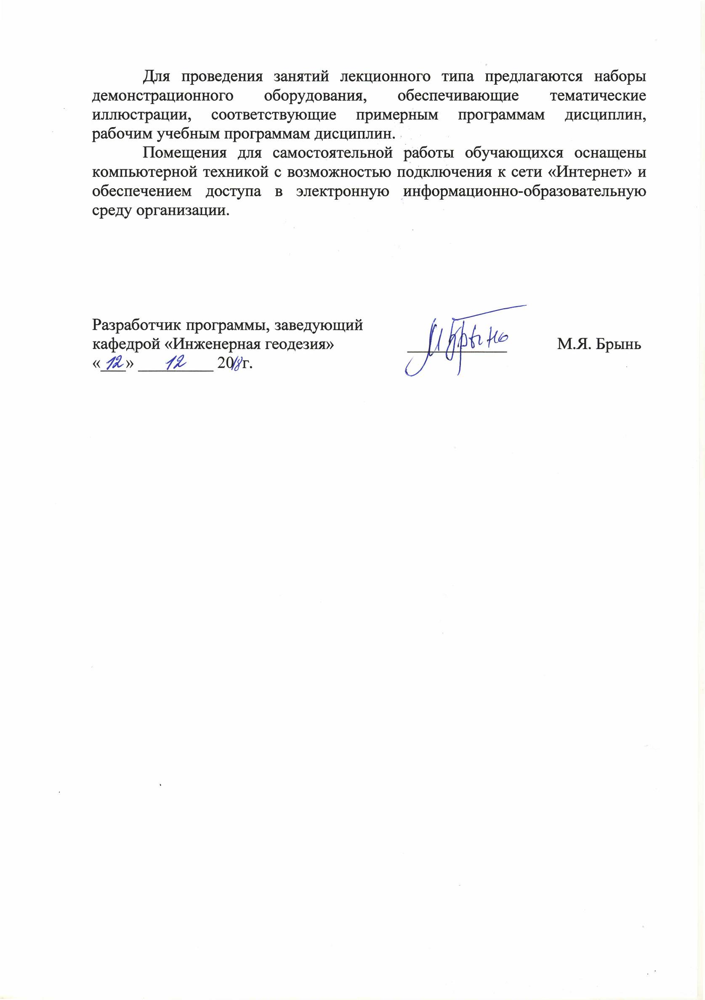 Для проведения занятий лекционного типа предлагаются наборы
демонстрационного оборудования, обеспечивающие тематические
иллюстрации, соответствующие примерным программам дисциплин,
рабочим учебным программам дисциплин.
Помещения для самостоятельной работы обучающихся оснащены
компьютерной техникой с возможностью подключения к сети «Интернет» и
обеспечением доступа в электронную информационно-образовательную
среду организации.
Разработчик программы, заведующий
кафедрой «Инженерная геодезия» М.Я. Брынь
«12» 12 2018г.